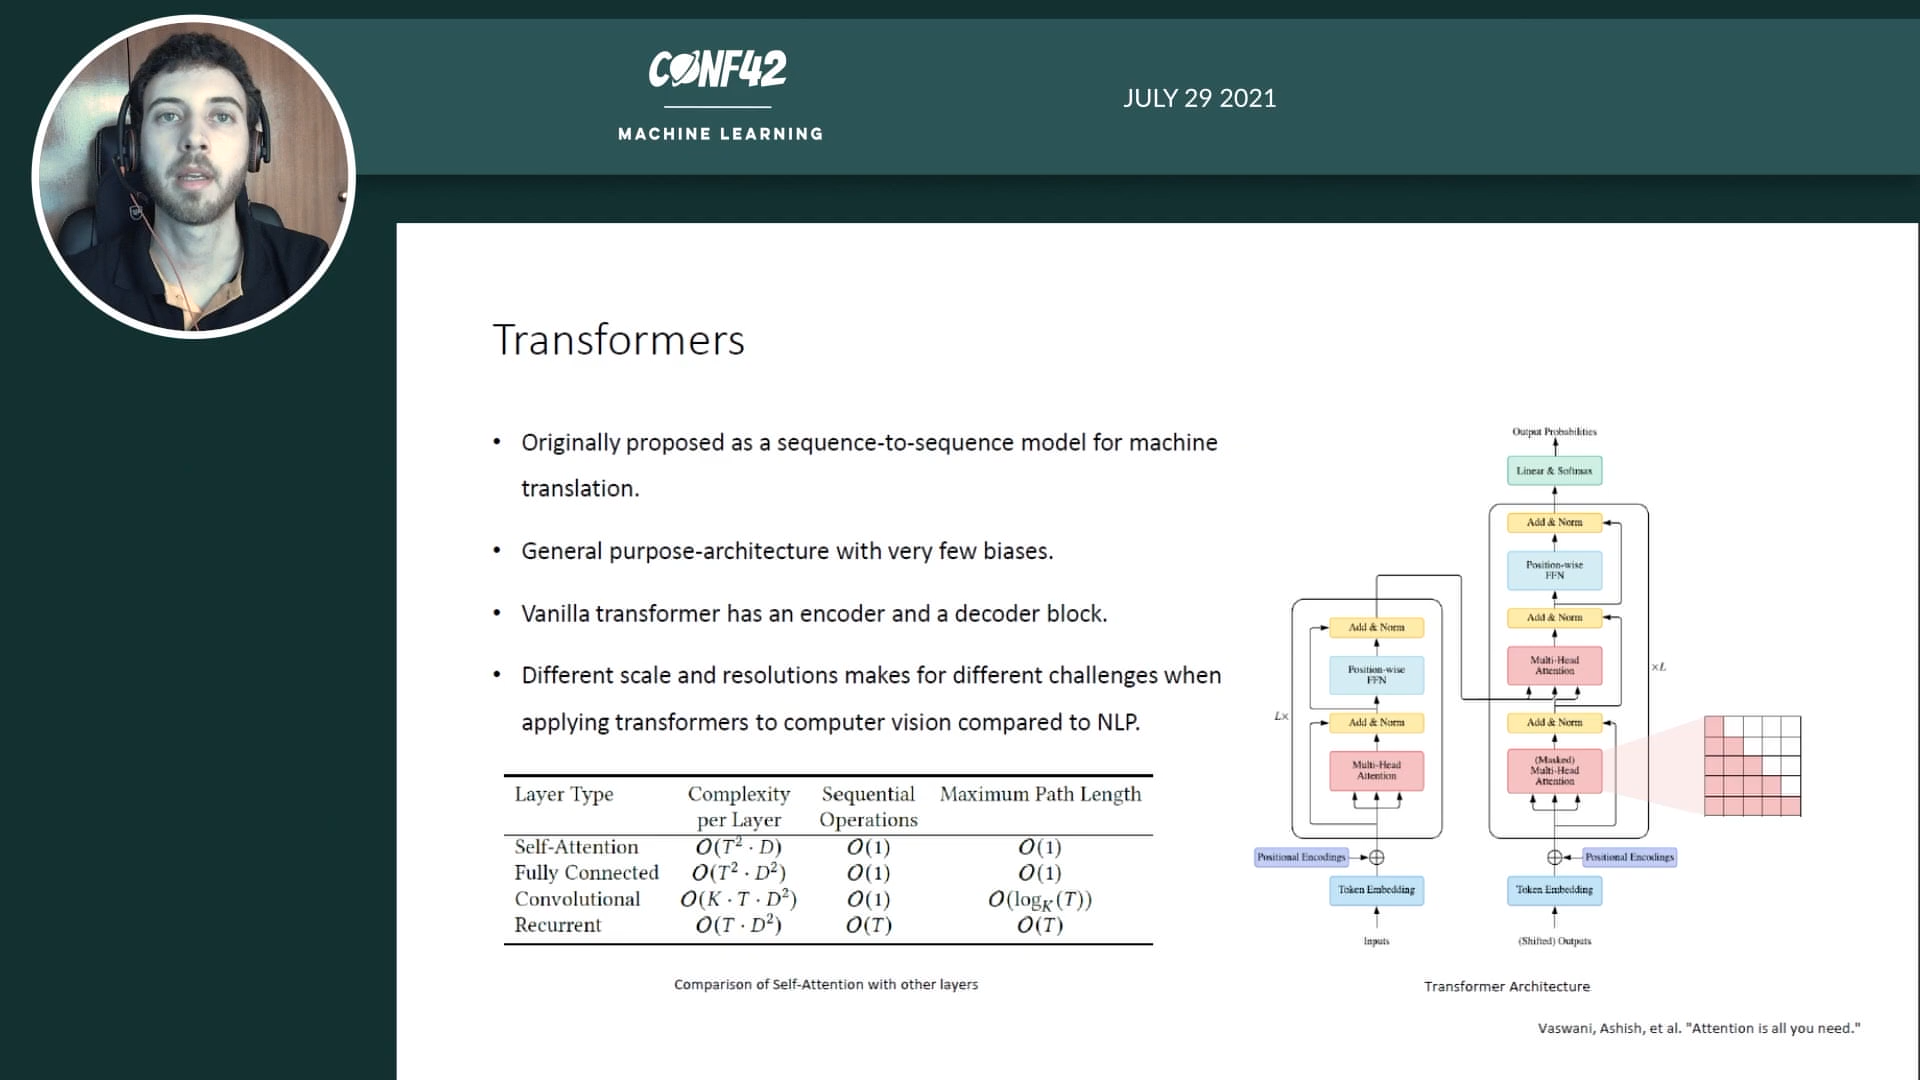 CONF42
MACHINE LEARNING
JULY 29 2021
Transformers
• Originally proposed as a sequence-to-sequence model for machine
translation.
• General purpose-architecture with very few biases.
• Vanilla transformer has an encoder and a decoder block.
• Different scale and resolutions makes for different challenges when
applying transformers to computer vision compared to NLP.
Layer Type Complexity Sequential Maximum Path Length
per Layer Operations
Self-Attention O(T² · D) O(1) O(1)
Fully Connected O(T² · D²) O(1) O(1)
Convolutional O(K · T · D²) O(1) O(log_K(T))
Recurrent O(T · D²) O(T) O(T)
Comparison of Self-Attention with other layers
Output Probabilities
Linear & Softmax
Add & Norm
Position-wise
FFN
Add & Norm
Multi-Head
Attention
×L
Add & Norm
(Masked)
Multi-Head
Attention
Positional Encodings
Token Embedding
(Shifted) Outputs
Add & Norm
Position-wise
FFN
L×
Add & Norm
Multi-Head
Attention
Positional Encodings
Token Embedding
Inputs
Transformer Architecture
Vaswani, Ashish, et al. "Attention is all you need."